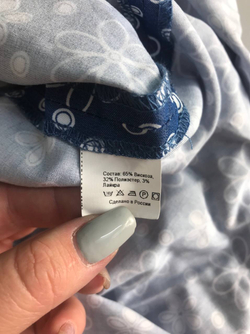 Состав: 65% Вискоза,
32% Полиэстер, 3%
Лайкра
Сделано в России